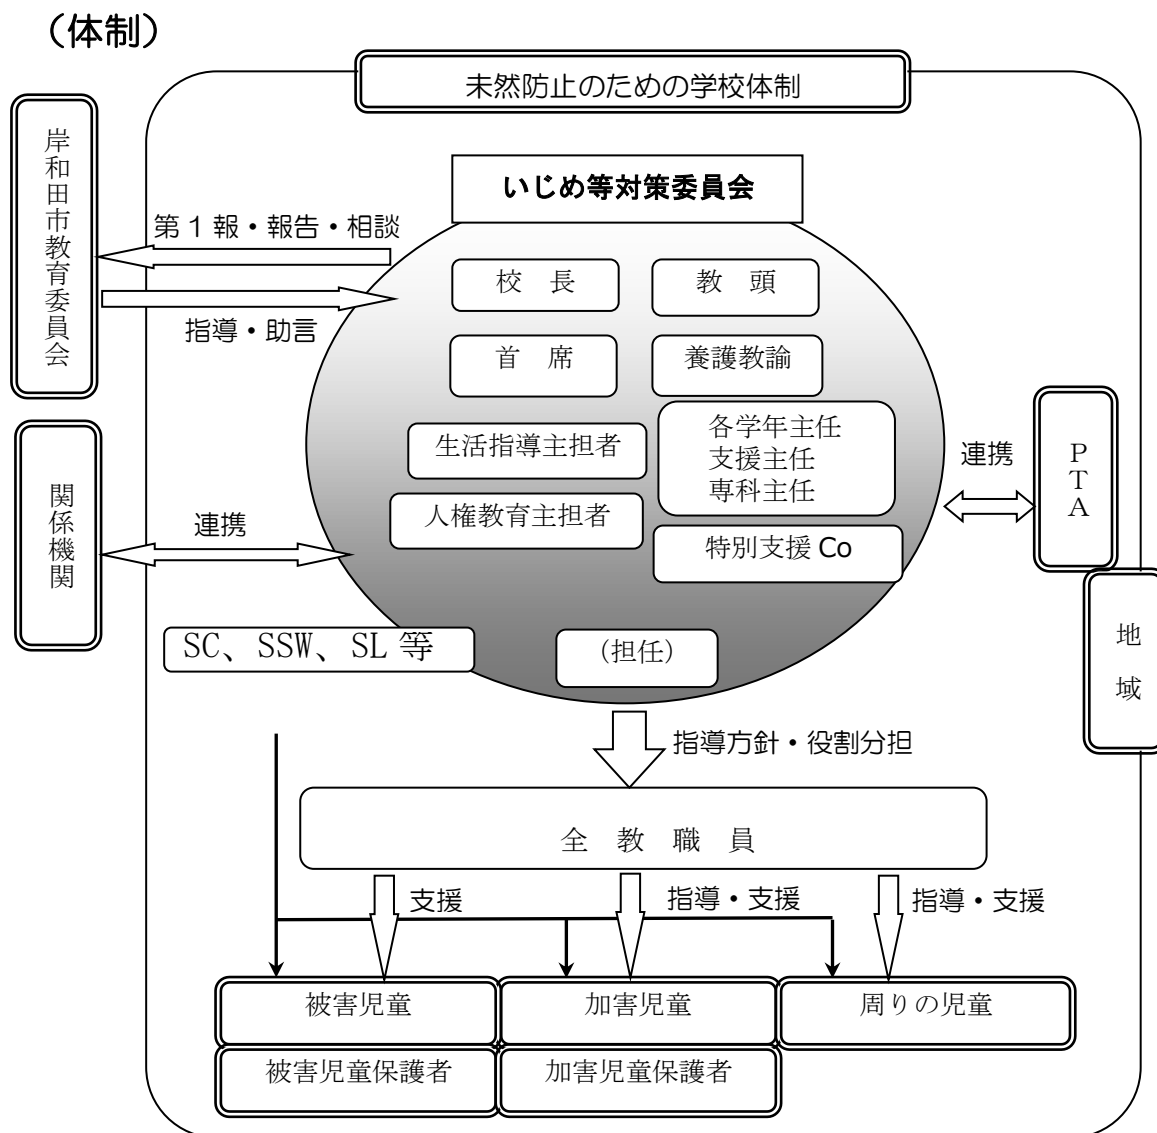 （体制）
未然防止のための学校体制
岸和田市教育委員会
いじめ等対策委員会
第１報・報告・相談
指導・助言
校　長
教　頭
首　席
養護教諭
生活指導主担者
各学年主任
支援主任
専科主任
人権教育主担者
特別支援 Co
関係機関
連携
連携
ＰＴＡ
地域
SC、SSW、SL 等
（担任）
指導方針・役割分担
全　教　職　員
支援
指導・支援
指導・支援
被害児童
加害児童
周りの児童
被害児童保護者
加害児童保護者